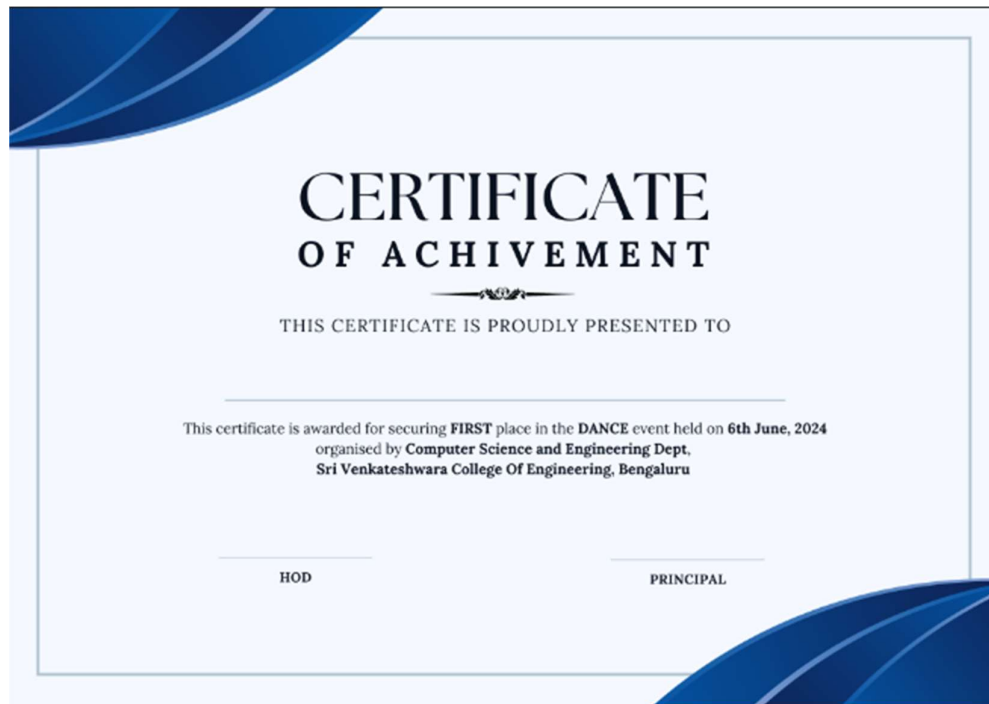 CERTIFICATE
OF ACHIVEMENT
THIS CERTIFICATE IS PROUDLY PRESENTED TO
This certificate is awarded for securing FIRST place in the DANCE event held on 6th June, 2024
organised by Computer Science and Engineering Dept,
Sri Venkateshwara College Of Engineering, Bengaluru
HOD
PRINCIPAL